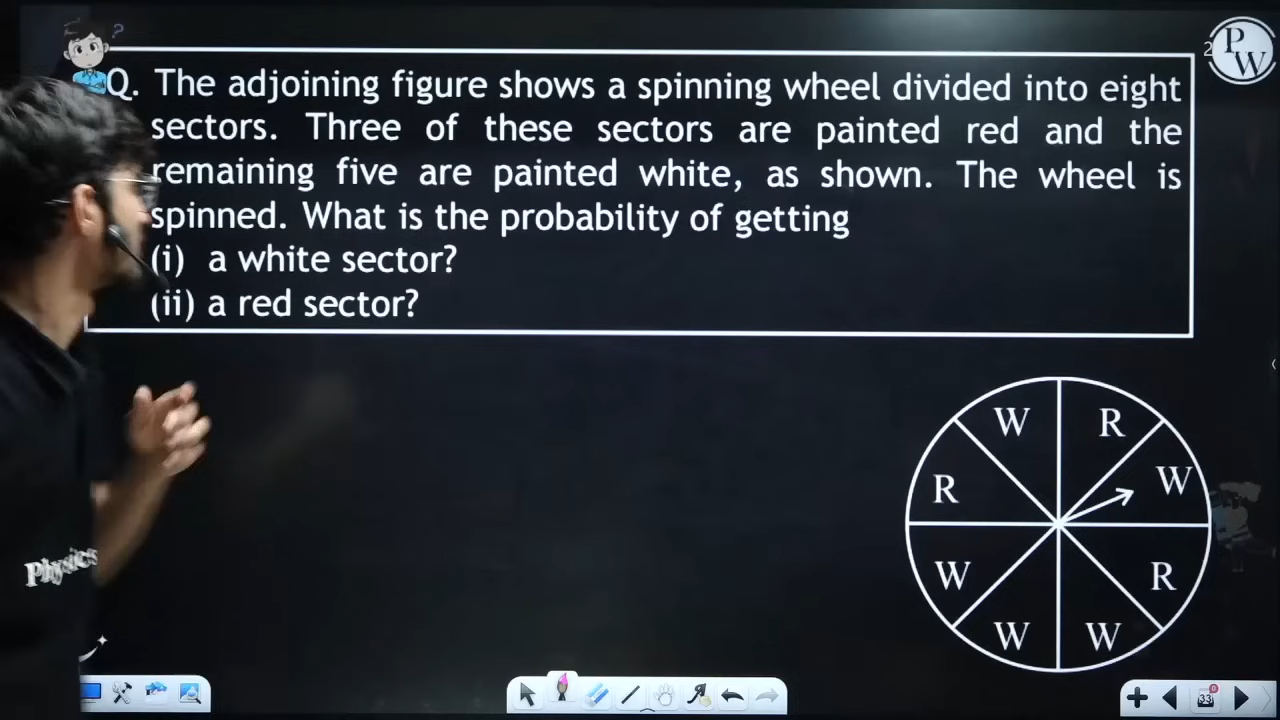 ?
2
P
W
Q. The adjoining figure shows a spinning wheel divided into eight
sectors. Three of these sectors are painted red and the
remaining five are painted white, as shown. The wheel is
spinned. What is the probability of getting
(i) a white sector?
(ii) a red sector?
W R
R W
W R
W W
Physics
33